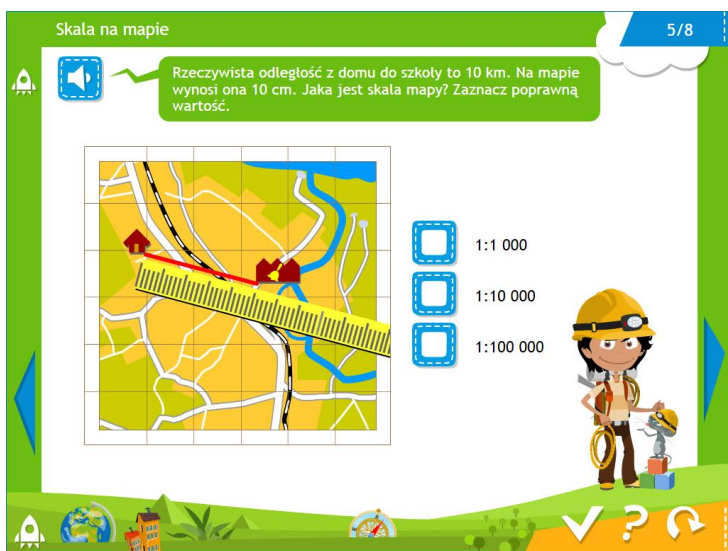 Skala na mapie
5/8
Rzeczywista odległość z domu do szkoły to 10 km. Na mapie
wynosi ona 10 cm. Jaka jest skala mapy? Zaznacz poprawną
wartość.
1:1 000
1:10 000
1:100 000